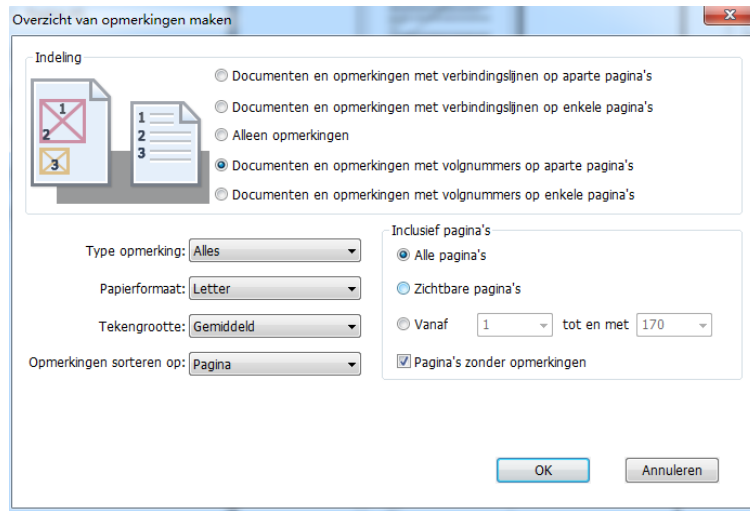 Overzicht van opmerkingen maken
Indeling
1
2
3
1
2
3
Documenten en opmerkingen met verbindingslijnen op aparte pagina's
Documenten en opmerkingen met verbindingslijnen op enkele pagina's
Alleen opmerkingen
Documenten en opmerkingen met volgnummers op aparte pagina's
Documenten en opmerkingen met volgnummers op enkele pagina's
Type opmerking: Alles
Papierformaat: Letter
Tekengrootte: Gemiddeld
Opmerkingen sorteren op: Pagina
Inclusief pagina's
Alle pagina's
Zichtbare pagina's
Vanaf 1 tot en met 170
Pagina's zonder opmerkingen
OK
Annuleren